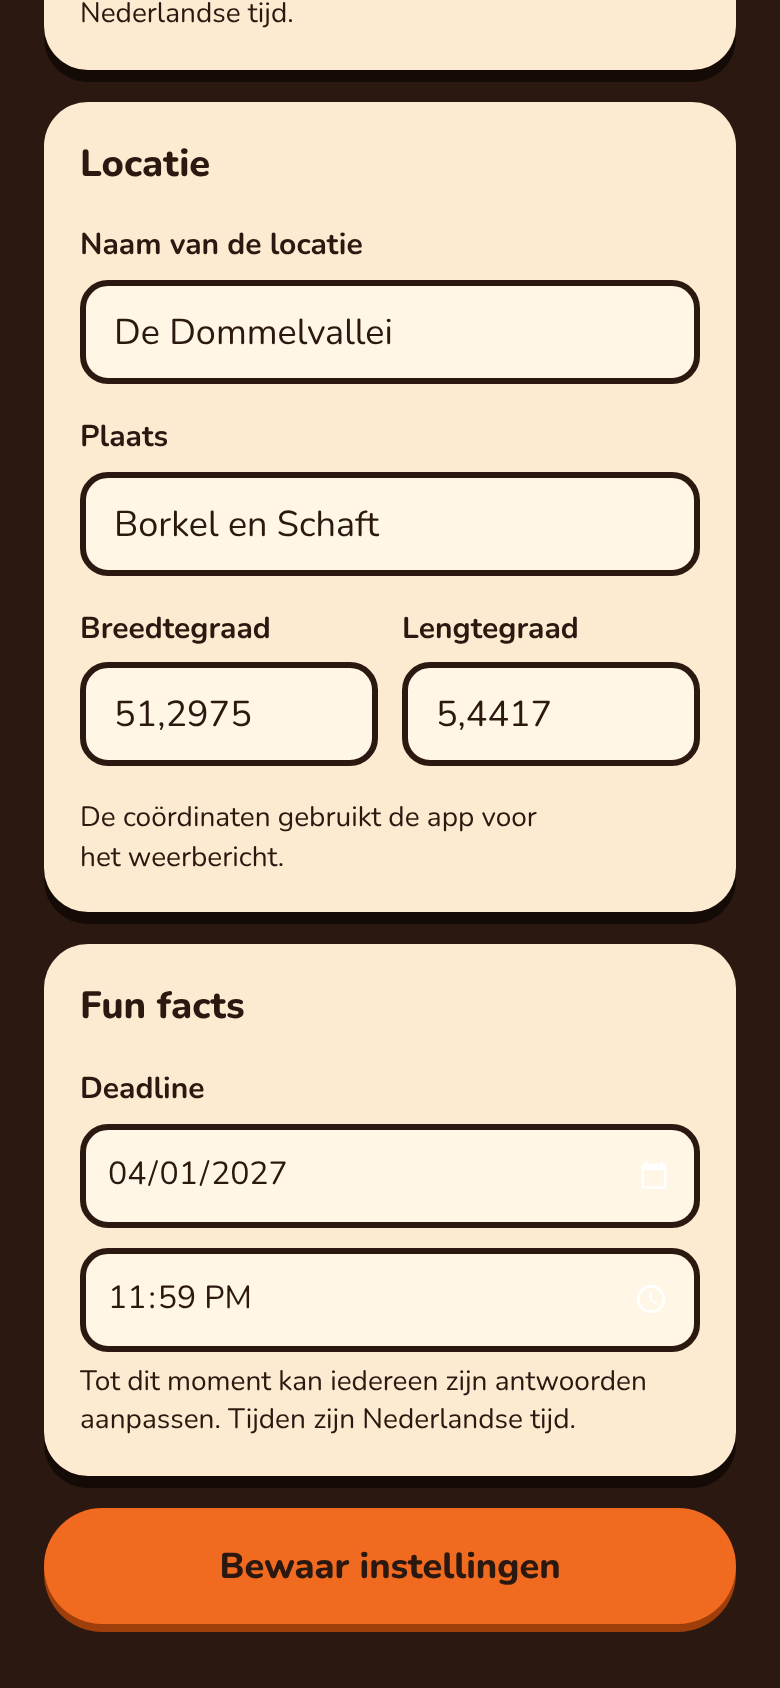 Nederlandse tijd.
Locatie
Naam van de locatie
De Dommelvallei
Plaats
Borkel en Schaft
Breedtegraad
Lengtegraad
51,2975
5,4417
De coördinaten gebruikt de app voor
het weerbericht.
Fun facts
Deadline
04/01/2027
11:59 PM
Tot dit moment kan iedereen zijn antwoorden
aanpassen. Tijden zijn Nederlandse tijd.
Bewaar instellingen